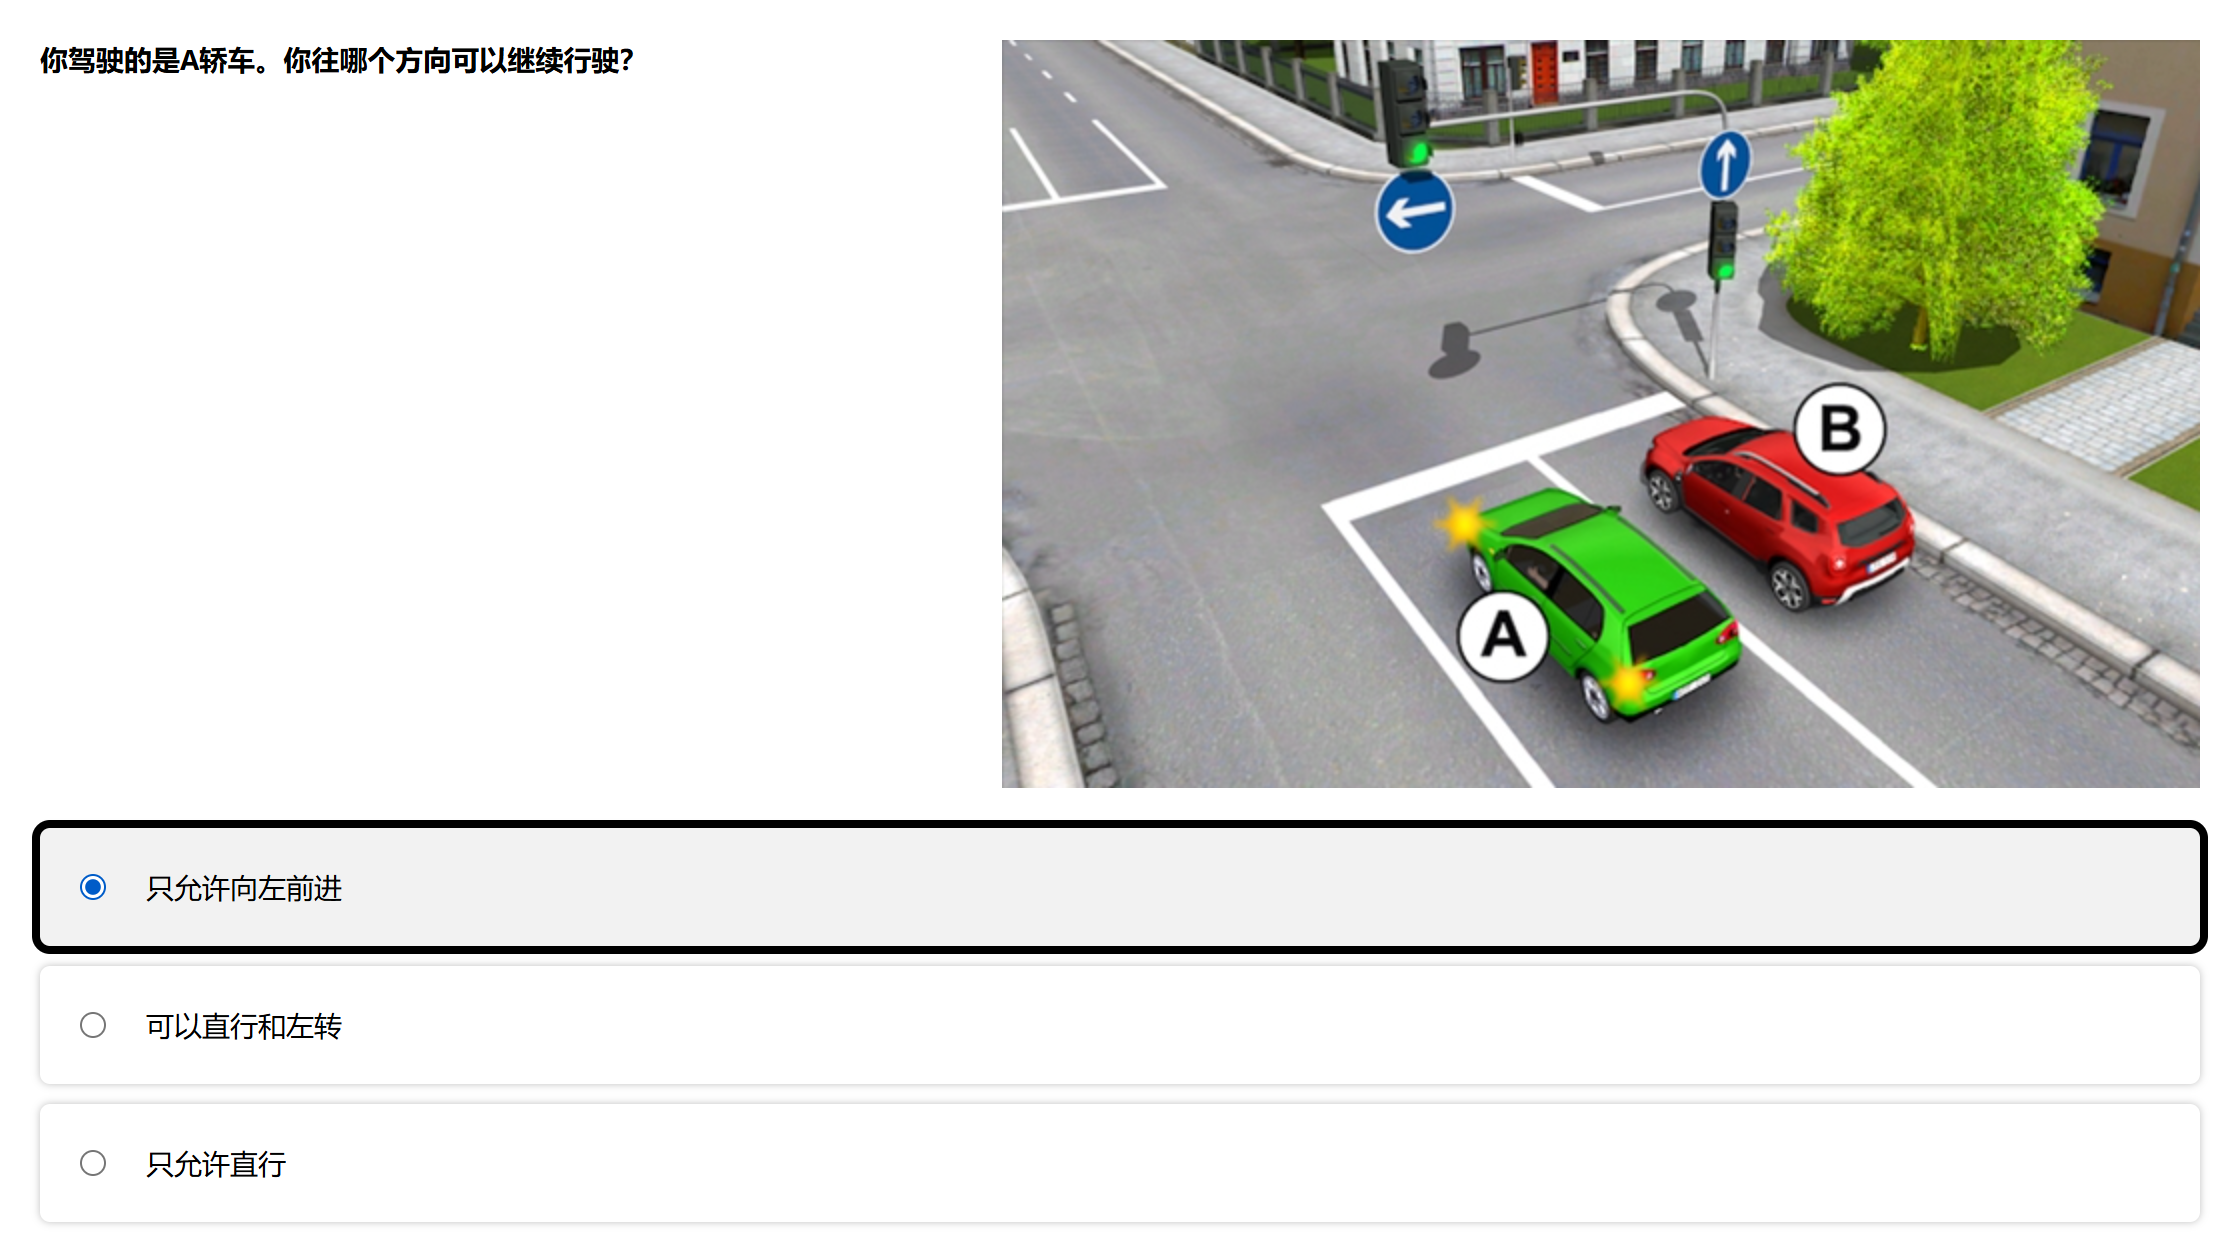 你驾驶的是A轿车。你往哪个方向可以继续行驶？
B
A
只允许向左前进
可以直行和左转
只允许直行